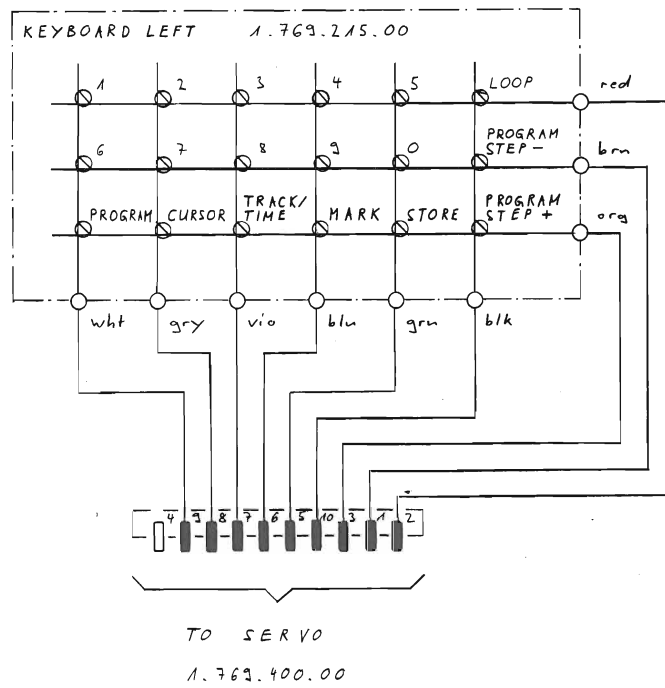 KEYBOARD LEFT 1.769.215.00
1 2 3 4 5 LOOP red
6 7 8 9 0 PROGRAM STEP- brn
PROGRAM CURSOR TRACK/ TIME MARK STORE PROGRAM STEP+ org
wht gry vio blu grn blk
4 9 8 7 6 5 10 3 1 2
TO SERVO
1.769.400.00